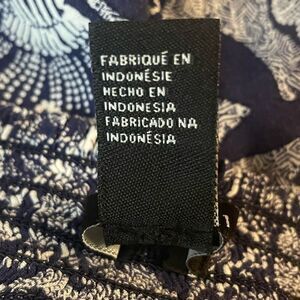 FABRIQUÉ EN
INDONÉSIE
HECHO EN
INDONESIA
FABRICADO NA
INDONÉSIA